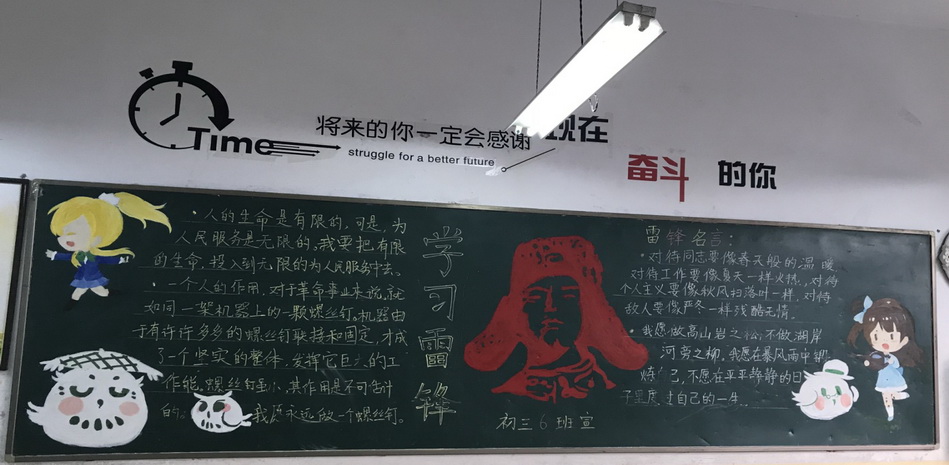 Time
将来的你一定会感谢现在
struggle for a better future
奋斗的你
·人的生命是有限的,可是,为
人民服务是无限的。我要把有限
的生命,投入到无限的为人民服务中去。
·一个人的作用,对于革命事业来说,就
如同一架机器上的一颗螺丝钉。机器由
于有许许多多的螺丝钉联接和固定,才成
了一个坚实的整体,发挥它巨大的工
作能,螺丝钉虽小,其作用是不可估计
的。我愿永远做一个螺丝钉。
学习雷锋
初三6班宣
雷锋名言:
·对待同志要像春天般的温暖
对待工作要像夏天一样火热,对待
个人主义要像秋风扫落叶一样,对待
敌人要像严冬一样残酷无情。
·我愿做高山岩之松,不做湖岸
河旁之柳。我愿在暴风雨中
炼己,不愿在平平静静的日
子里度过自己的一生。